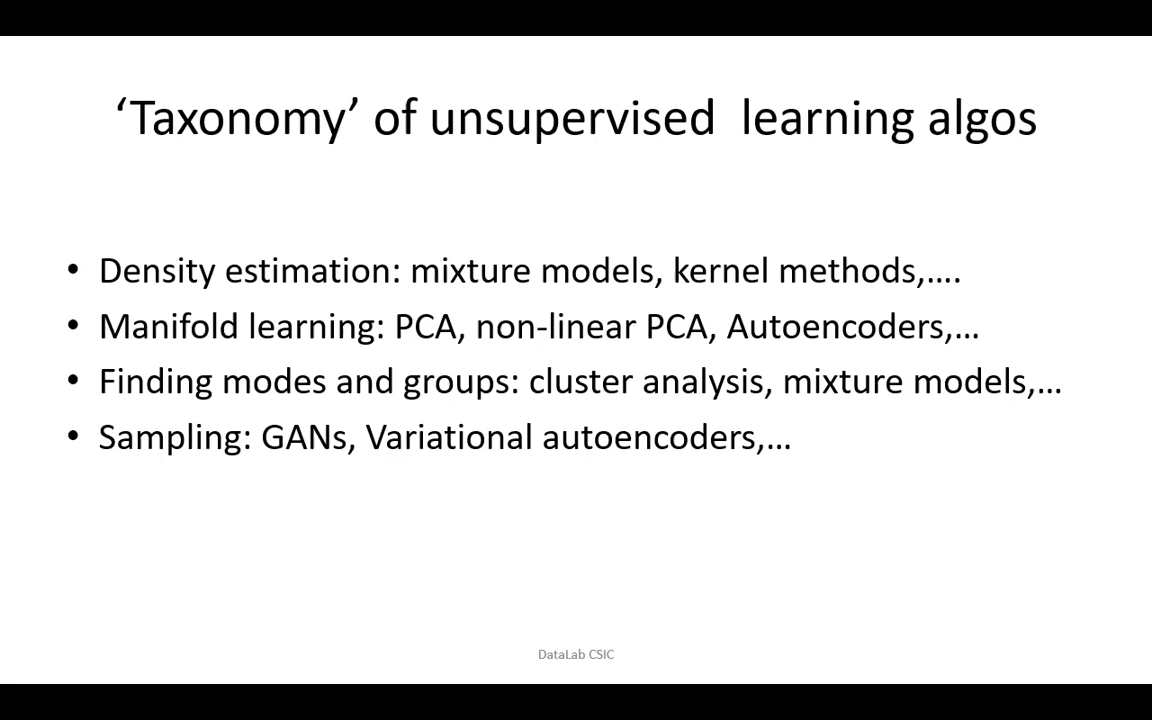 ‘Taxonomy’ of unsupervised  learning algos
• Density estimation: mixture models, kernel methods,….
• Manifold learning: PCA, non-linear PCA, Autoencoders,…
• Finding modes and groups: cluster analysis, mixture models,…
• Sampling: GANs, Variational autoencoders,…
DataLab CSIC